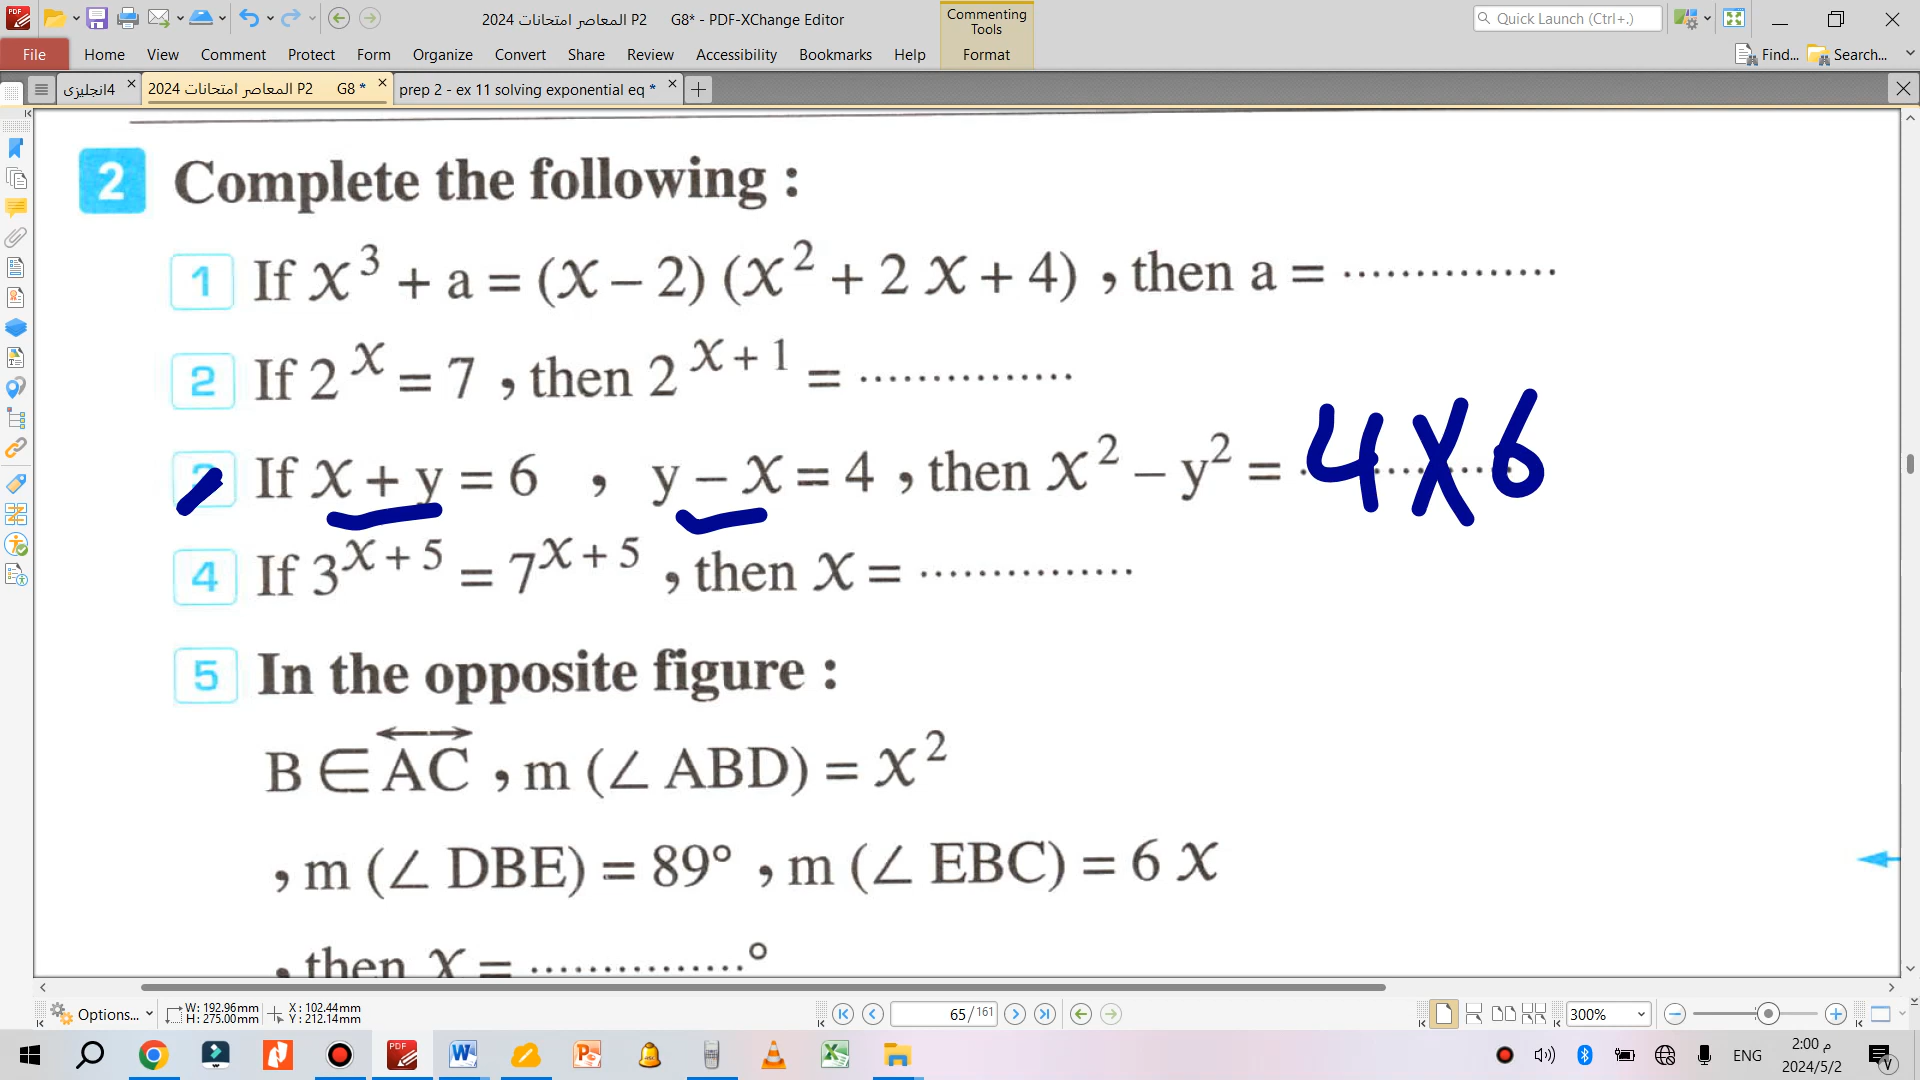 المعاصر امتحانات 2024 P2 G8* - PDF-XChange Editor
Commenting Tools
Quick Launch (Ctrl+.)
File Home View Comment Protect Form Organize Convert Share Review Accessibility Bookmarks Help Format Find... Search...
4انجليزى المعاصر امتحانات 2024 P2 G8 * prep 2 - ex 11 solving exponential eq *
2 Complete the following :
1 If x³ + a = (x – 2) (x² + 2 x + 4) , then a = ...............
2 If 2^(x + 0) = 7 , then 2^(x + 1) = ...............
3 If x + y = 6 , y – x = 4 , then x² – y² = ............... 4 X 6
4 If 3^(x + 5) = 7^(x + 5) , then x = ...............
5 In the opposite figure :
B ∈ AC , m (∠ ABD) = x²
, m (∠ DBE) = 89° , m (∠ EBC) = 6 x
, then x = ...............°
Options... W: 192.96mm H: 275.00mm X: 102.44mm Y: 212.14mm 65 / 161 300%
ENG 2:00 م 2024/5/2